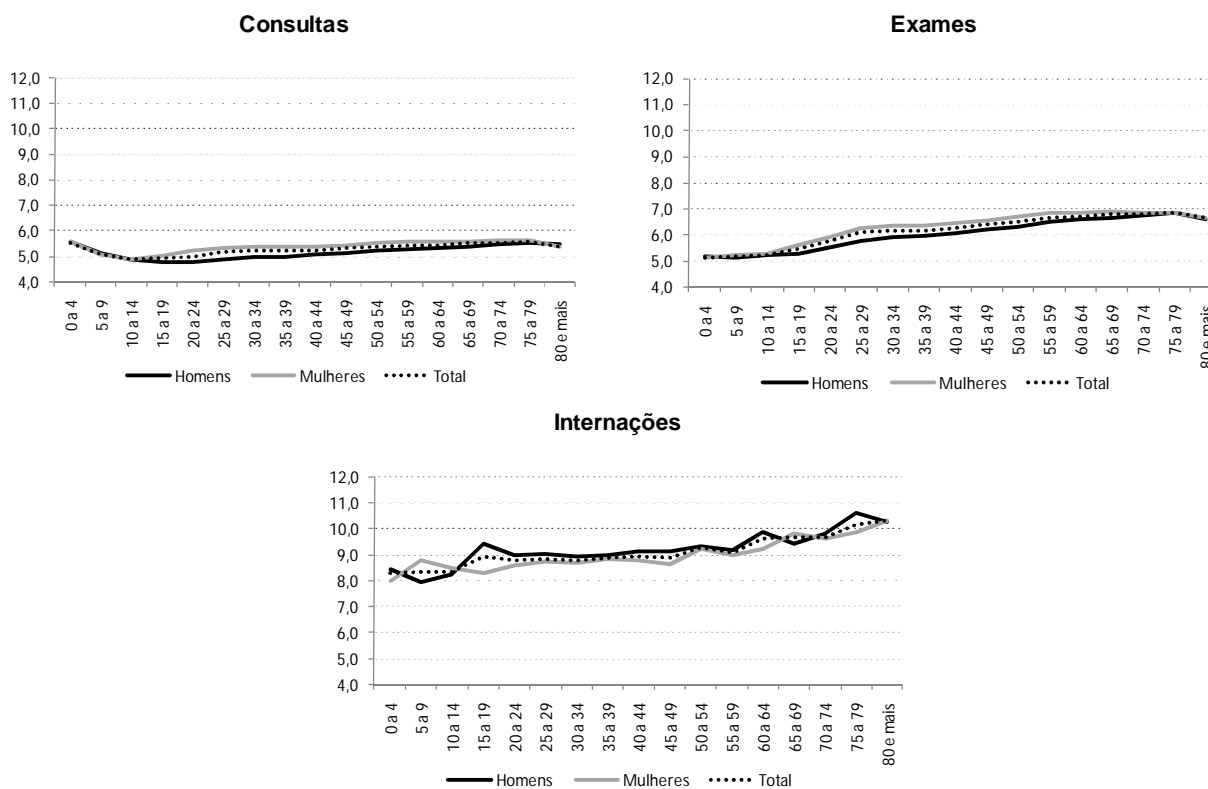 Consultas
12,0
11,0
10,0
9,0
8,0
7,0
6,0
5,0
4,0
0 a 4
5 a 9
10 a 14
15 a 19
20 a 24
25 a 29
30 a 34
35 a 39
40 a 44
45 a 49
50 a 54
55 a 59
60 a 64
65 a 69
70 a 74
75 a 79
80 e mais
Homens Mulheres Total
Exames
12,0
11,0
10,0
9,0
8,0
7,0
6,0
5,0
4,0
0 a 4
5 a 9
10 a 14
15 a 19
20 a 24
25 a 29
30 a 34
35 a 39
40 a 44
45 a 49
50 a 54
55 a 59
60 a 64
65 a 69
70 a 74
75 a 79
80 e mais
Homens Mulheres Total
Internações
12,0
11,0
10,0
9,0
8,0
7,0
6,0
5,0
4,0
0 a 4
5 a 9
10 a 14
15 a 19
20 a 24
25 a 29
30 a 34
35 a 39
40 a 44
45 a 49
50 a 54
55 a 59
60 a 64
65 a 69
70 a 74
75 a 79
80 e mais
Homens Mulheres Total